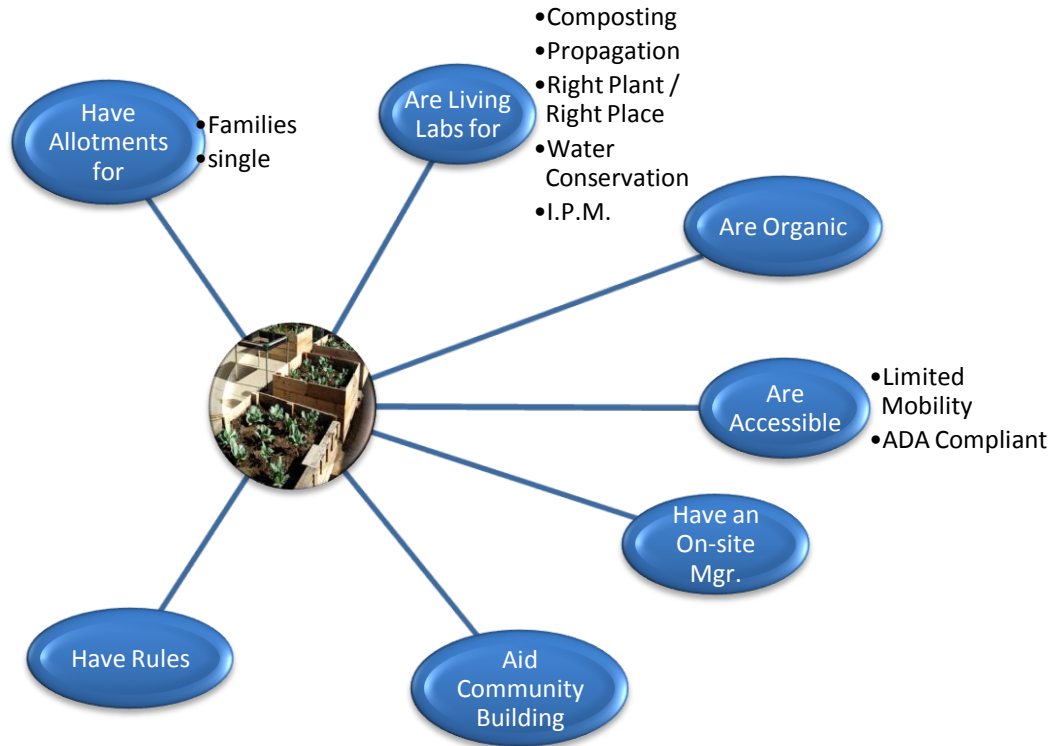 Have
Allotments
for
•Families
•single
Are Living
Labs for
•Composting
•Propagation
•Right Plant /
Right Place
•Water
Conservation
•I.P.M.
Are Organic
Are
Accessible
•Limited
Mobility
•ADA Compliant
Have an
On-site
Mgr.
Aid
Community
Building
Have Rules